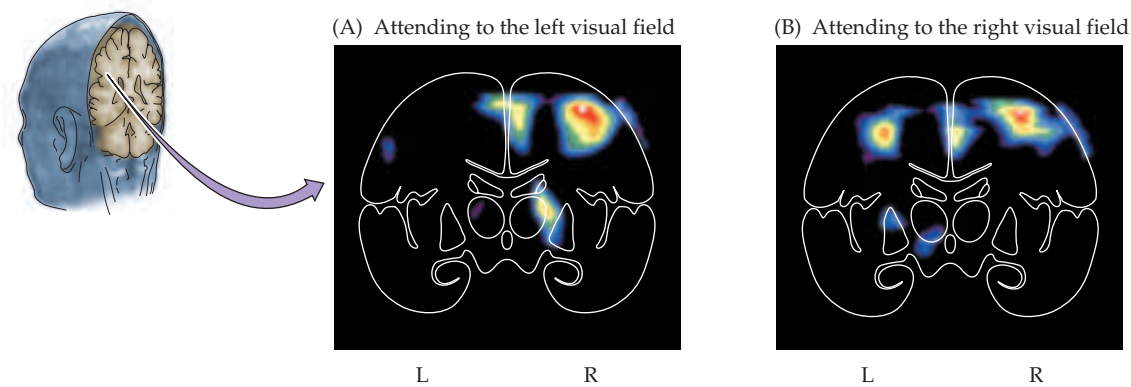 (A) Attending to the left visual field
(B) Attending to the right visual field
L
R
L
R